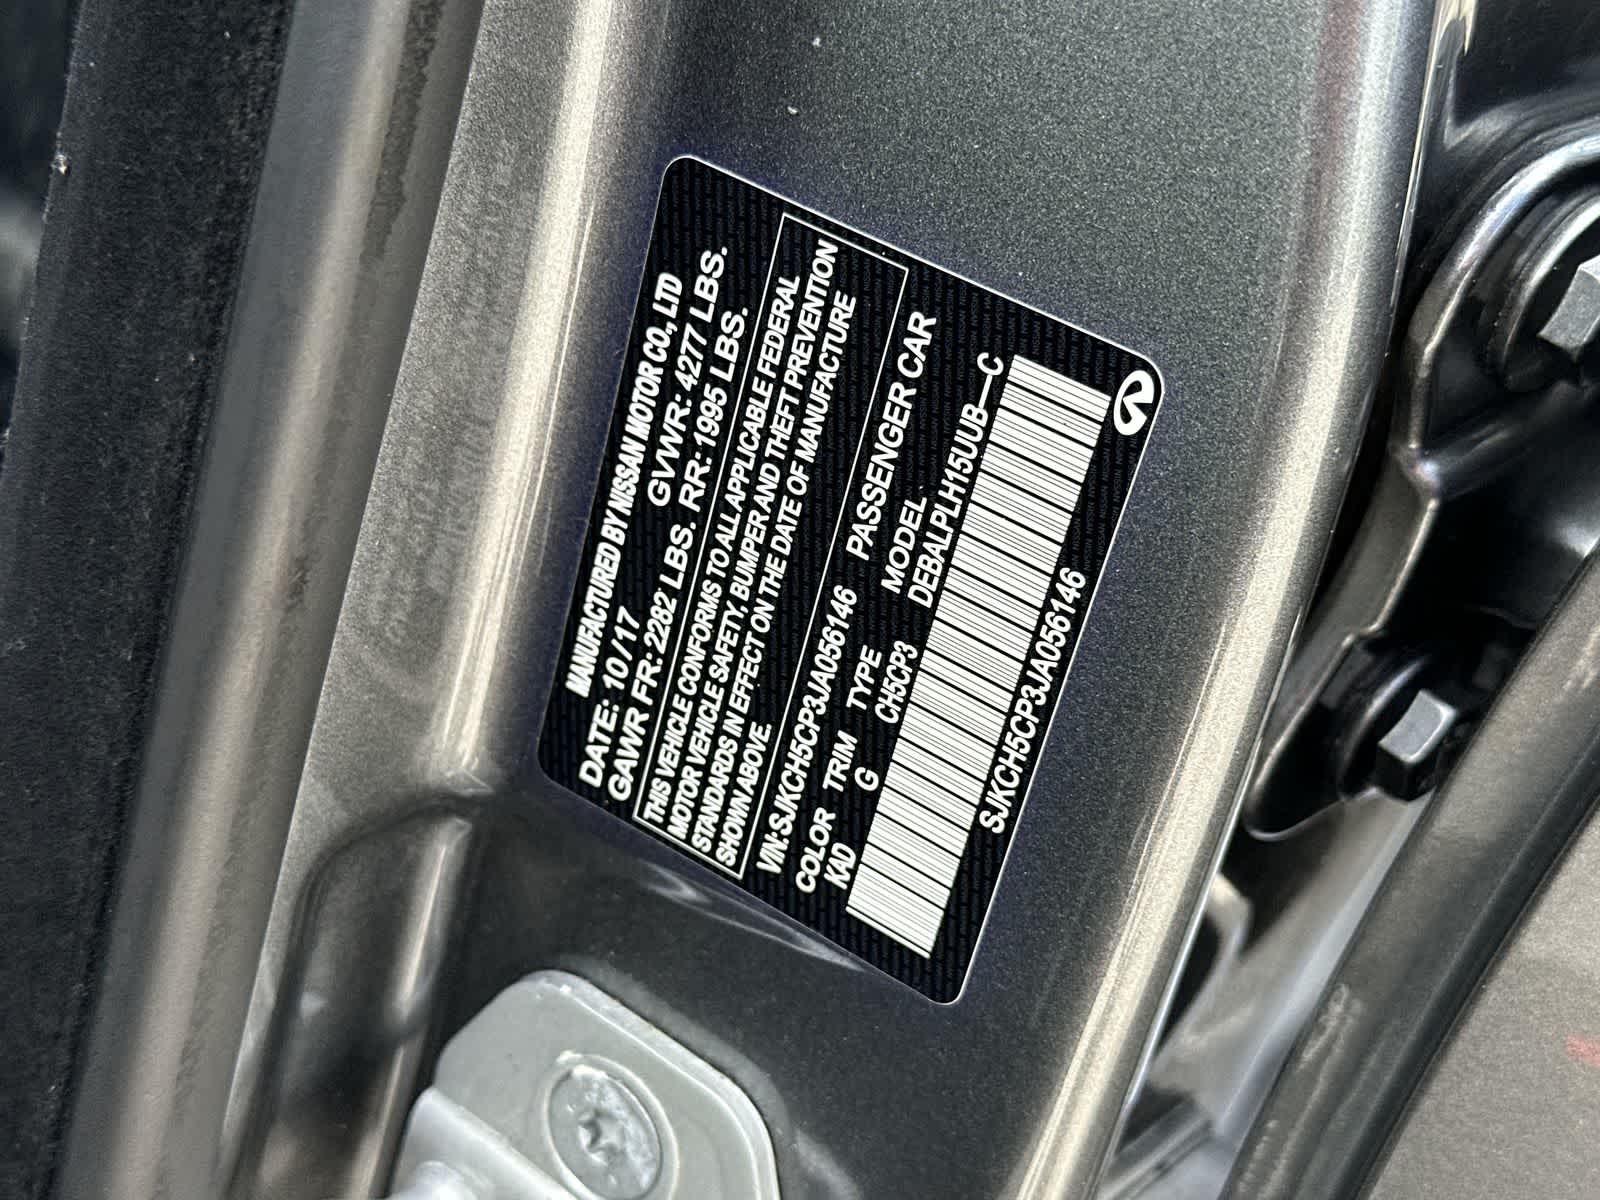 MANUFACTURED BY NISSAN MOTOR CO., LTD
DATE: 10/17 GVWR: 4277 LBS.
GAWR FR: 2282 LBS. RR: 1995 LBS.
THIS VEHICLE CONFORMS TO ALL APPLICABLE FEDERAL
MOTOR VEHICLE SAFETY, BUMPER AND THEFT PREVENTION
STANDARDS IN EFFECT ON THE DATE OF MANUFACTURE
SHOWN ABOVE.
VIN: SJKCH5CP3JA056146 PASSENGER CAR
COLOR TRIM TYPE MODEL
KAD G CH5CP3 DEBALPLH15UUB-C
SJKCH5CP3JA056146